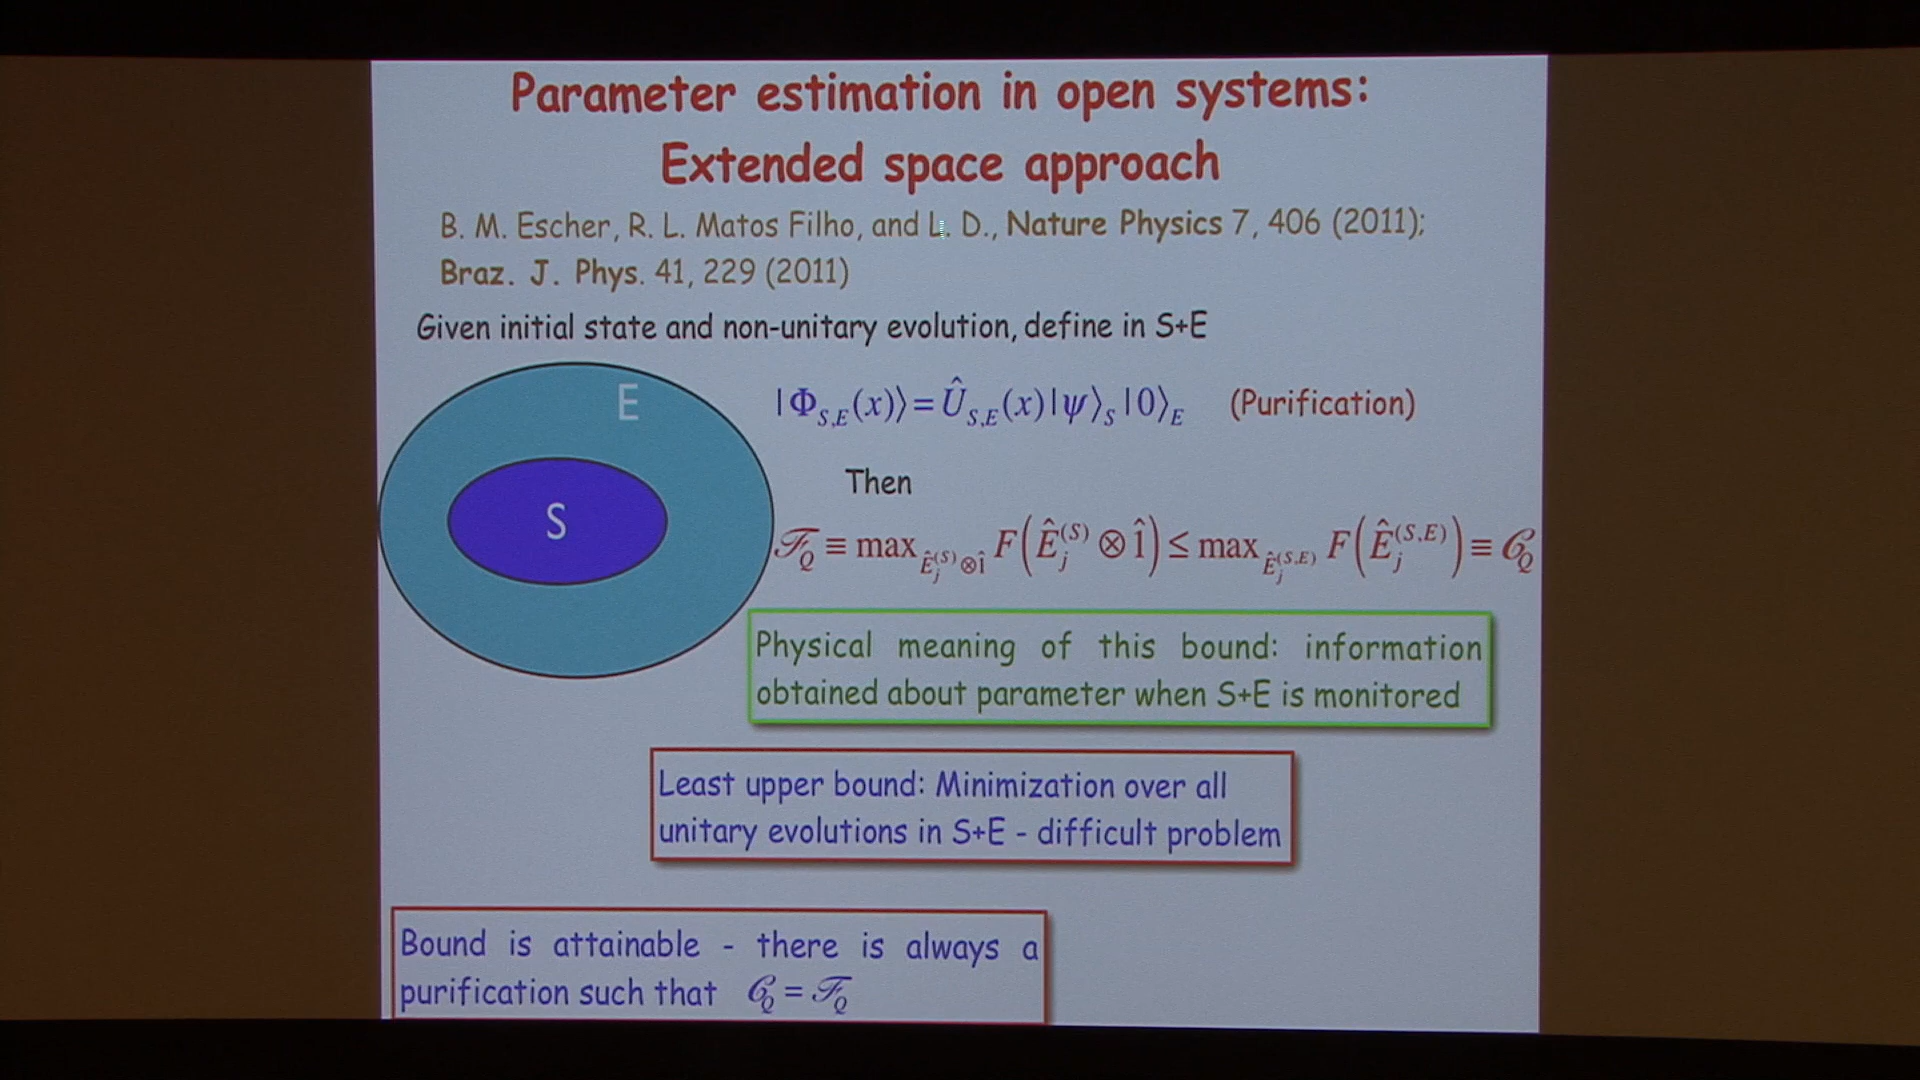 Parameter estimation in open systems:
Extended space approach
B. M. Escher, R. L. Matos Filho, and L. D., Nature Physics 7, 406 (2011);
Braz. J. Phys. 41, 229 (2011)
Given initial state and non-unitary evolution, define in S+E
E
|Φ_{S,E}(x)⟩ = Û_{S,E}(x)|ψ⟩_S|0⟩_E (Purification)
Then
S
ℱ_Q ≡ max_{Ê_j^{(S)}⊗1̂} F(Ê_j^{(S)} ⊗ 1̂) ≤ max_{Ê_j^{(S,E)}} F(Ê_j^{(S,E)}) ≡ 𝒞_Q
Physical meaning of this bound: information
obtained about parameter when S+E is monitored
Least upper bound: Minimization over all
unitary evolutions in S+E - difficult problem
Bound is attainable - there is always a
purification such that 𝒞_Q = ℱ_Q